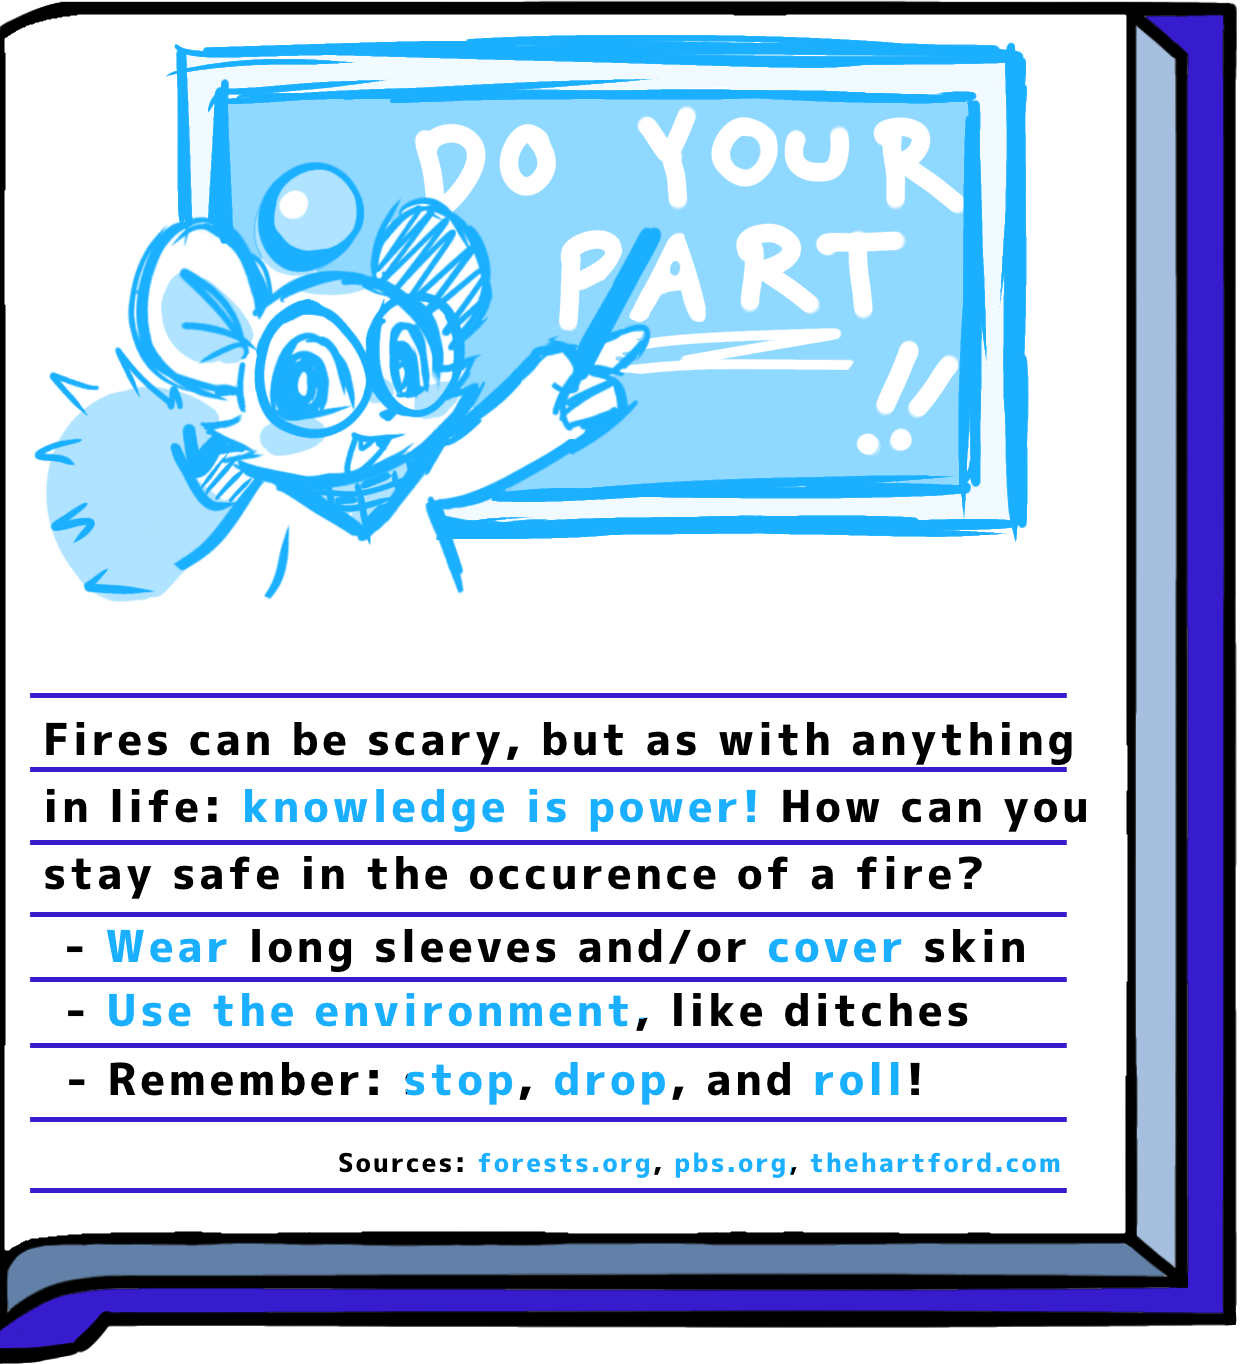 DO YOUR
PART
!!
Fires can be scary, but as with anything
in life: knowledge is power! How can you
stay safe in the occurence of a fire?
- Wear long sleeves and/or cover skin
- Use the environment, like ditches
- Remember: stop, drop, and roll!
Sources: forests.org, pbs.org, thehartford.com